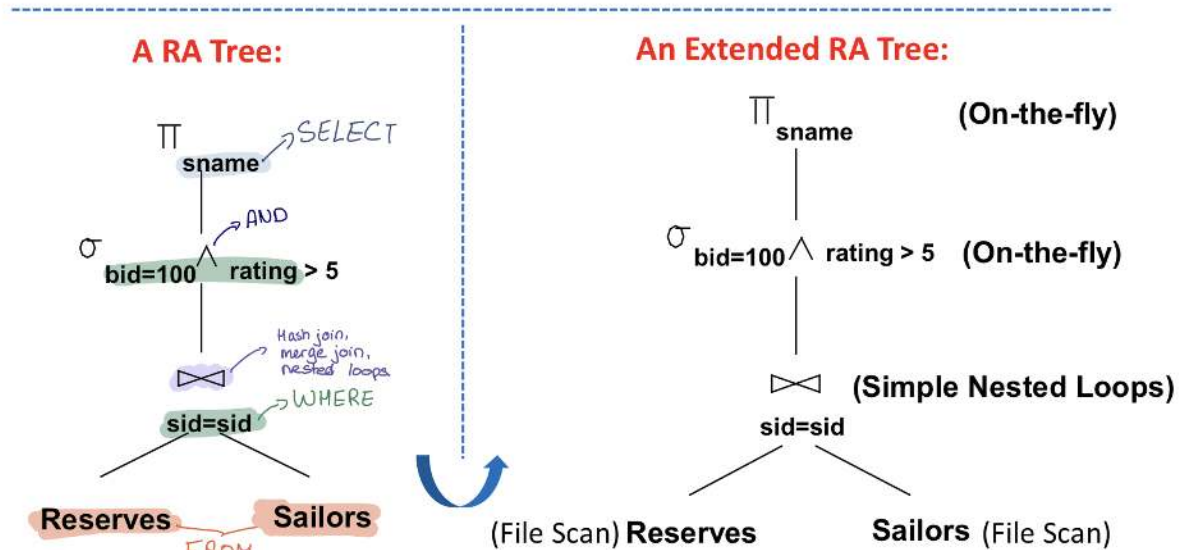 A RA Tree:
∏ sname → SELECT
→ AND
σ bid=100 ∧ rating > 5
Hash join,
merge join,
nested loops
⋈
sid=sid → WHERE
Reserves Sailors
FROM
An Extended RA Tree:
∏ sname (On-the-fly)
σ bid=100 ∧ rating > 5 (On-the-fly)
⋈ (Simple Nested Loops)
sid=sid
(File Scan) Reserves Sailors (File Scan)